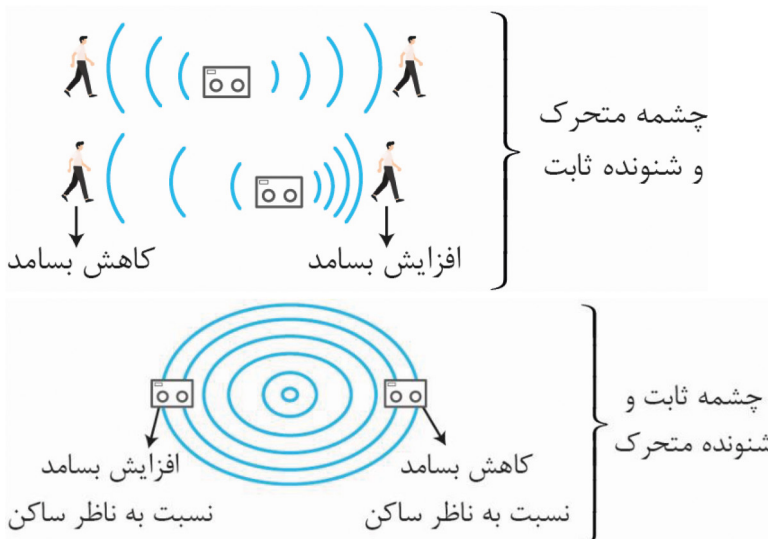 چشمه متحرک
و شنونده ثابت
افزایش بسامد
کاهش بسامد
چشمه ثابت و
شنونده متحرک
کاهش بسامد
نسبت به ناظر ساکن
افزایش بسامد
نسبت به ناظر ساکن